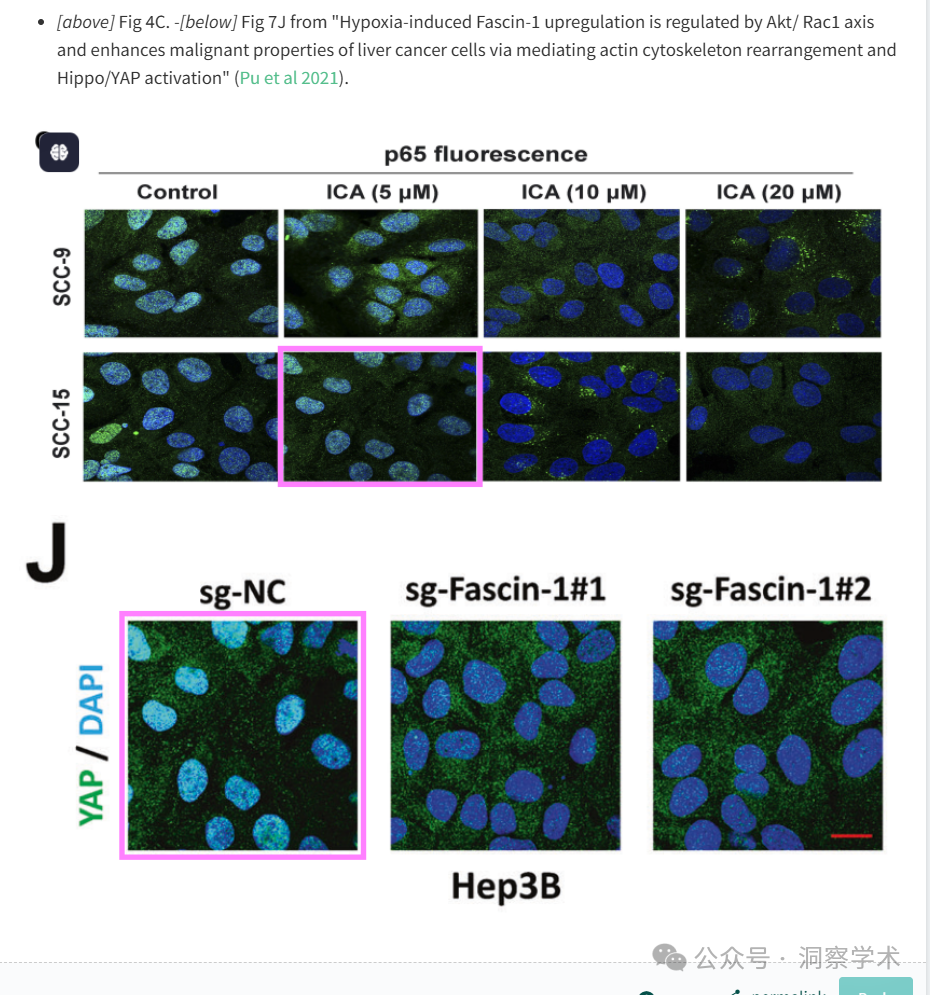 • [above] Fig 4C. -[below] Fig 7J from "Hypoxia-induced Fascin-1 upregulation is regulated by Akt/ Rac1 axis
and enhances malignant properties of liver cancer cells via mediating actin cytoskeleton rearrangement and
Hippo/YAP activation" (Pu et al 2021).
p65 fluorescence
Control ICA (5 µM) ICA (10 µM) ICA (20 µM)
SCC-9
SCC-15
J
sg-NC sg-Fascin-1#1 sg-Fascin-1#2
YAP / DAPI
Hep3B
公众号 · 洞察学术